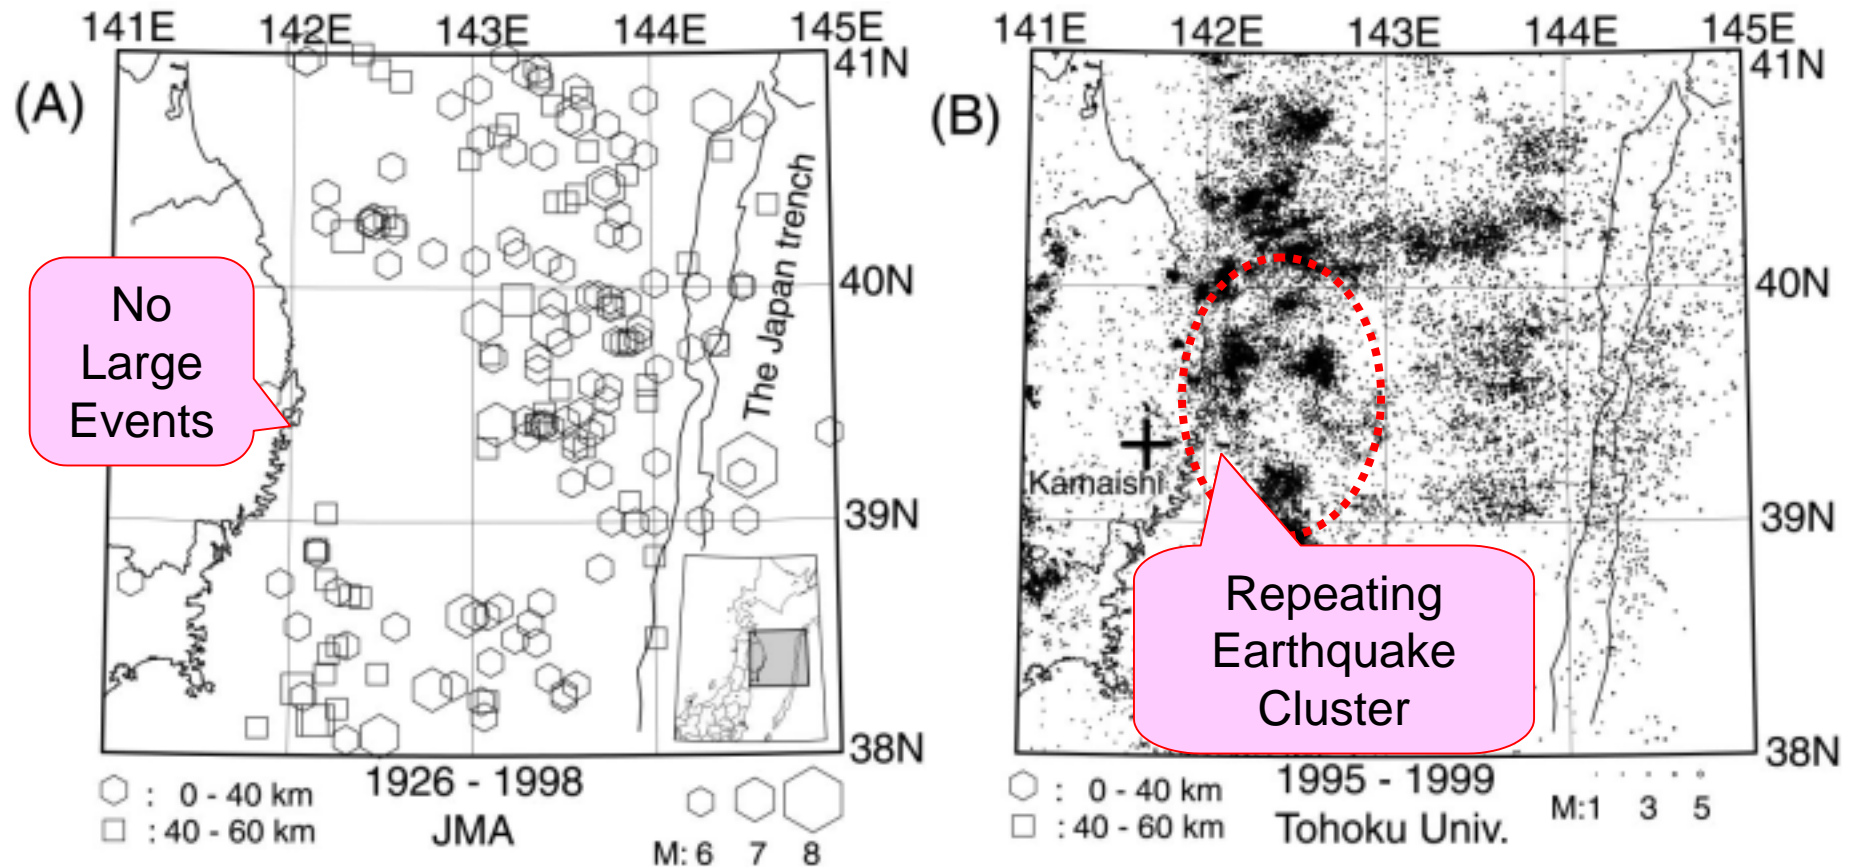 141E 142E 143E 144E 145E
41N
(A)
The Japan trench
40N
No
Large
Events
39N
38N
1926 - 1998
: 0 - 40 km
: 40 - 60 km
JMA
M: 6 7 8
141E 142E 143E 144E 145E
41N
(B)
40N
Kamaishi
39N
Repeating
Earthquake
Cluster
38N
1995 - 1999
: 0 - 40 km
: 40 - 60 km
Tohoku Univ.
M:1 3 5